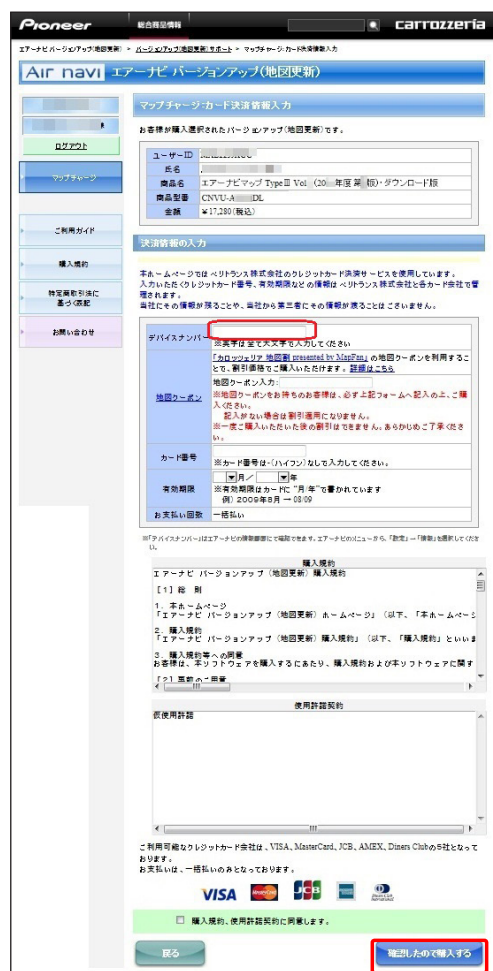 Pioneer
総合商品情報
carrozzeria
エアーナビ バージョンアップ(地図更新) > バージョンアップ(地図更新)サポート > マップチャージ:カード決済情報入力
AIr navI エアーナビ バージョンアップ(地図更新)
ログアウト
マップチャージ
ご利用ガイド
購入規約
特定商取引法に
基づく表記
お問い合わせ
マップチャージ:カード決済情報入力
お客様が購入選択されたバージョンアップ(地図更新)です。
ユーザーID
氏名
商品名 エアーナビマップ TypeⅢ Vol (20 年度 第 版)・ダウンロード版
商品型番 CNVU-A DL
金額 ¥17,280(税込)
決済情報の入力
本ホームページではベリトランス株式会社のクレジットカード決済サービスを使用しています。
入力いただくクレジットカード番号、有効期限などの情報はベリトランス株式会社と各カード会社で管
理されます。
当社にその情報が残ることや、当社から第三者にその情報が残ることはございません。
デバイスナンバー
※英字は全て大文字で入力してください
地図クーポン
「カロッツェリア 地図割 presented by MapFan」の地図クーポンを利用するこ
とで、割引価格でご購入いただけます。詳細はこちら
地図クーポン入力:
※地図クーポンをお持ちのお客様は、必ず上記フォームへ記入の上、ご購
入ください。
記入がない場合は割引適用になりません。
※一度ご購入いただいた後の割引はできません。あらかじめご了承くださ
い。
カード番号
※カード番号は-(ハイフン)なしで入力してください。
有効期限
月/ 年
※有効期限はカードに "月/年"で書かれています
例) 2009年8月 → 08/09
お支払い回数 一括払い
※「デバイスナンバー」はエアーナビの情報画面にて確認できます。エアーナビのメニューから、「設定」→「情報」を選択してくださ
い。
購入規約
エアーナビ バージョンアップ(地図更新)購入規約
[1] 総 則
1. 本ホームページ
「エアーナビ バージョンアップ(地図更新)ホームページ」(以下、「本ホームペーシ
2. 購入規約
「エアーナビ バージョンアップ(地図更新)購入規約」(以下、「購入規約」といいま
3. 購入規約等への同意
お客様は、本ソフトウェアを購入するにあたり、購入規約および本ソフトウェアに関す
[2] 事前のご用意
使用許諾契約
仮使用許諾
ご利用可能なクレジットカード会社は、VISA、MasterCard、JCB、AMEX、Diners Clubの5社となって
おります。
お支払いは、一括払いのみとなっております。
VISA MasterCard JCB
購入規約、使用許諾契約に同意します。
戻る
確認したので購入する